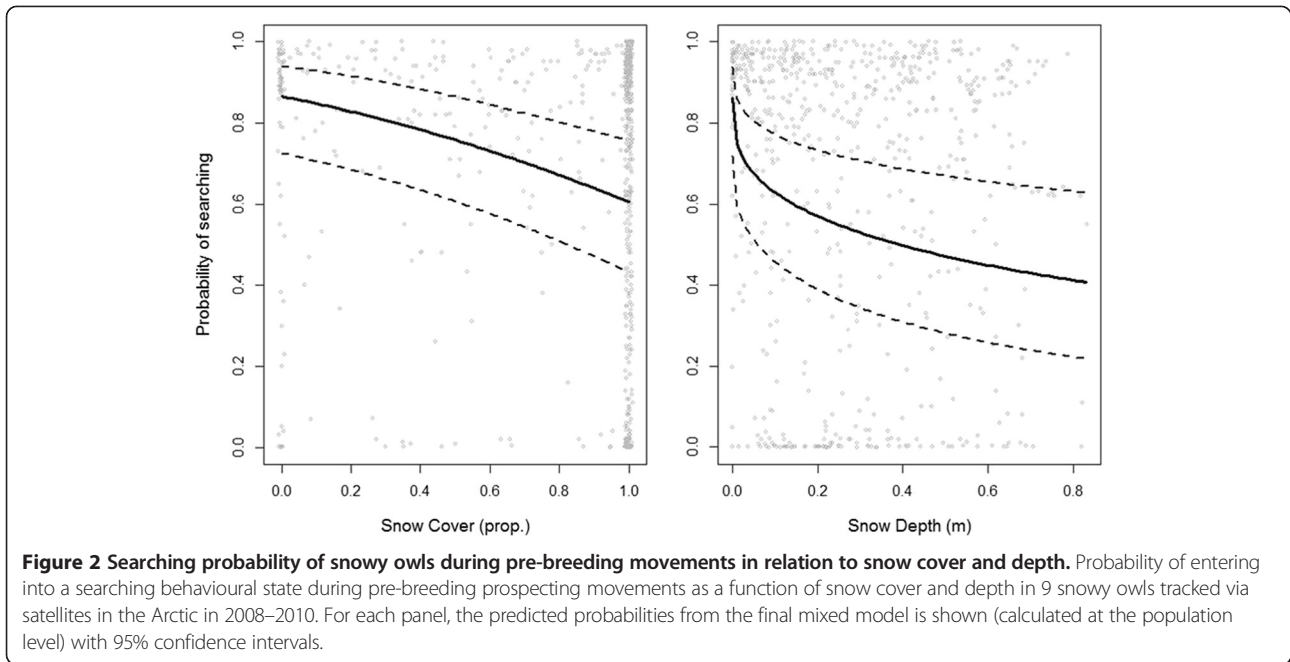 Probability of searching
1.0
0.8
0.6
0.4
0.2
0.0
0.0 0.2 0.4 0.6 0.8 1.0
Snow Cover (prop.)
1.0
0.8
0.6
0.4
0.2
0.0
0.0 0.2 0.4 0.6 0.8
Snow Depth (m)
Figure 2 Searching probability of snowy owls during pre-breeding movements in relation to snow cover and depth. Probability of entering
into a searching behavioural state during pre-breeding prospecting movements as a function of snow cover and depth in 9 snowy owls tracked via
satellites in the Arctic in 2008–2010. For each panel, the predicted probabilities from the final mixed model is shown (calculated at the population
level) with 95% confidence intervals.